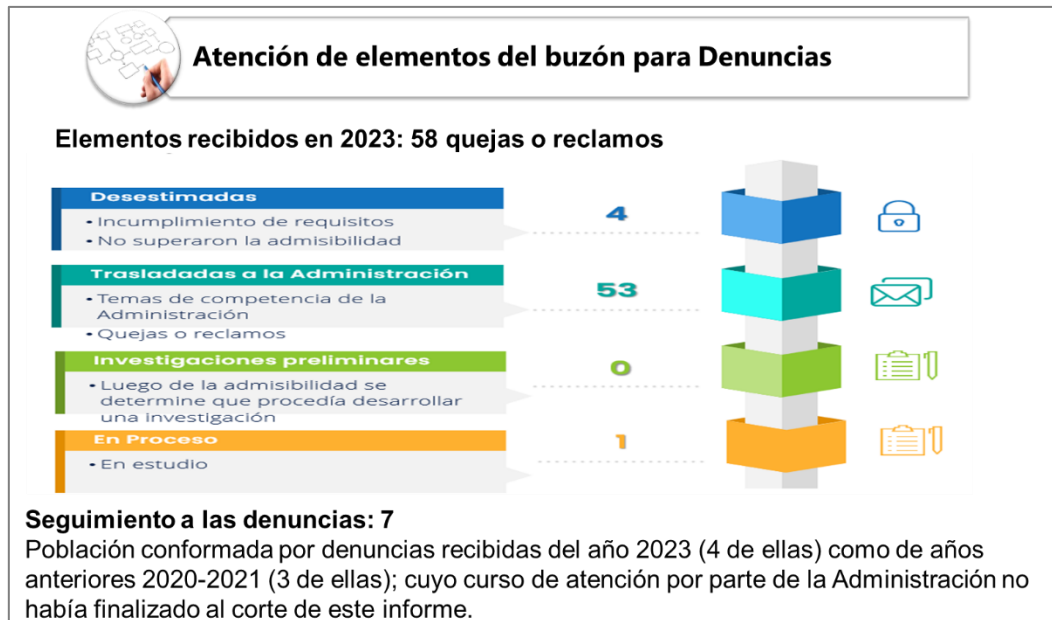 Atención de elementos del buzón para Denuncias
Elementos recibidos en 2023: 58 quejas o reclamos
Desestimadas
• Incumplimiento de requisitos
• No superaron la admisibilidad
4
Trasladadas a la Administración
• Temas de competencia de la
Administración
• Quejas o reclamos
53
Investigaciones preliminares
• Luego de la admisibilidad se
determine que procedía desarrollar
una investigación
0
En Proceso
• En estudio
1
Seguimiento a las denuncias: 7
Población conformada por denuncias recibidas del año 2023 (4 de ellas) como de años
anteriores 2020-2021 (3 de ellas); cuyo curso de atención por parte de la Administración no
había finalizado al corte de este informe.